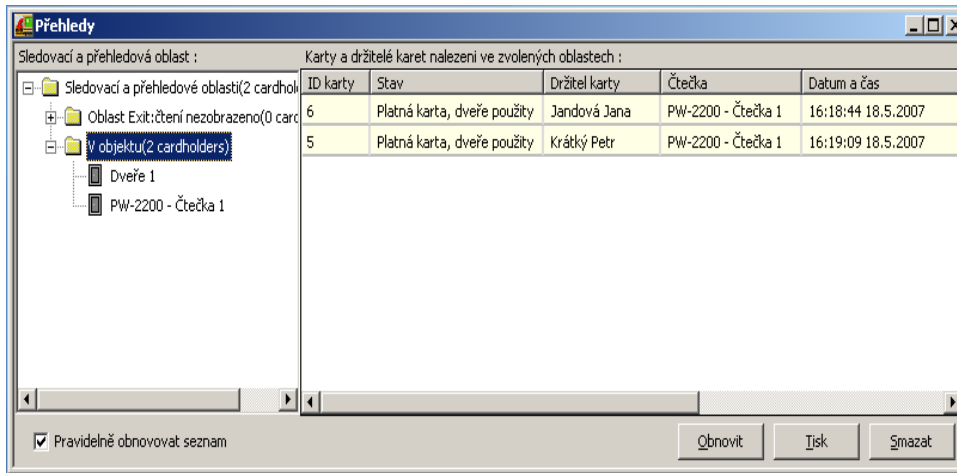 Přehledy
Sledovací a přehledová oblast :
Sledovací a přehledové oblasti(2 cardhol
Oblast Exit:čtení nezobrazeno(0 card
V objektu(2 cardholders)
Dveře 1
PW-2200 - Čtečka 1
Karty a držitelé karet nalezeni ve zvolených oblastech :
ID karty Stav Držitel karty Čtečka Datum a čas
6 Platná karta, dveře použity Jandová Jana PW-2200 - Čtečka 1 16:18:44 18.5.2007
5 Platná karta, dveře použity Krátký Petr PW-2200 - Čtečka 1 16:19:09 18.5.2007
Pravidelně obnovovat seznam
Obnovit Tisk Smazat